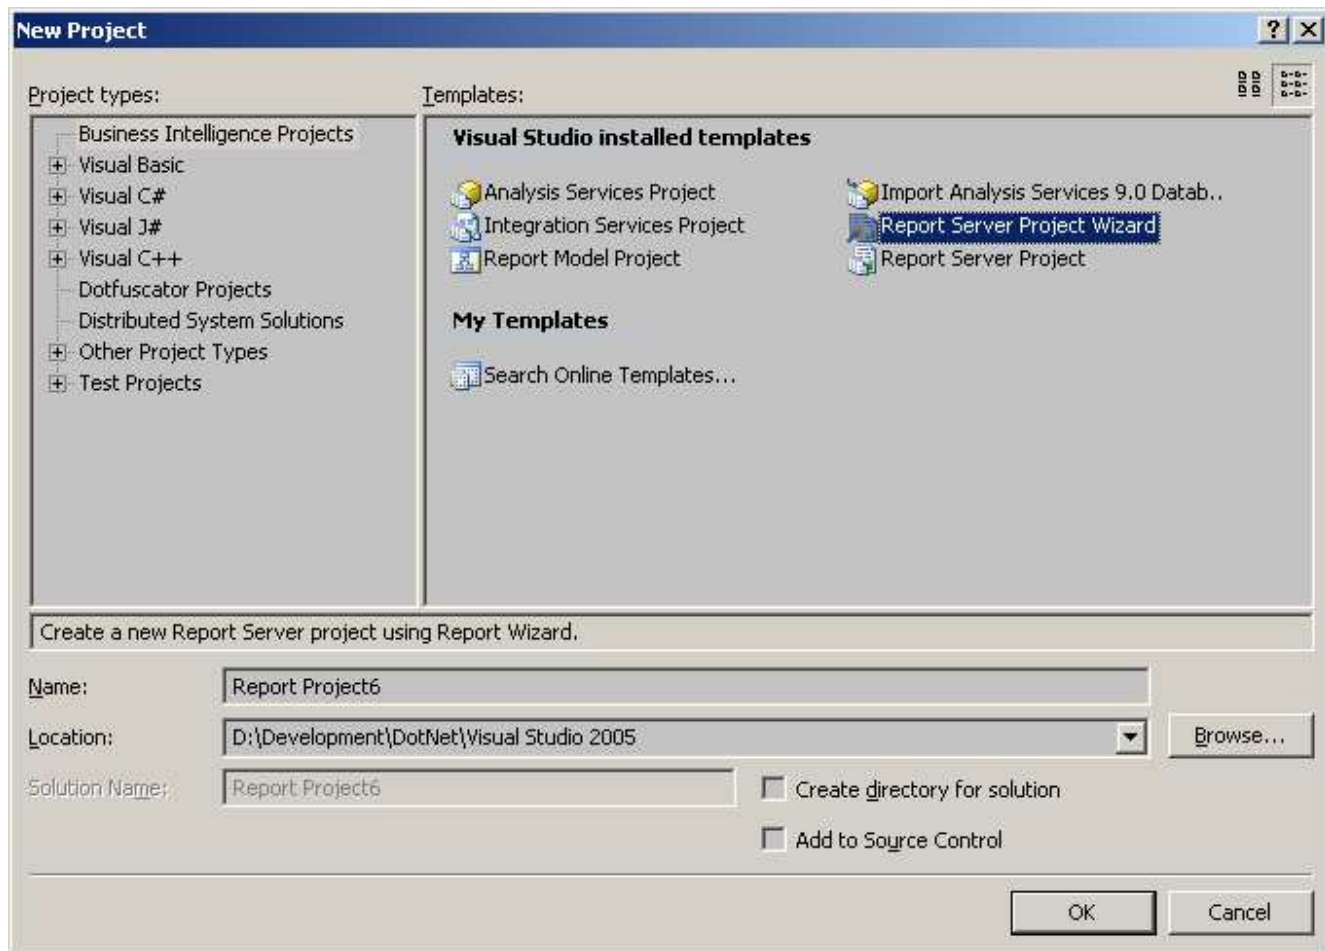 New Project
Project types:
Templates:
Business Intelligence Projects
Visual Basic
Visual C#
Visual J#
Visual C++
Dotfuscator Projects
Distributed System Solutions
Other Project Types
Test Projects
Visual Studio installed templates
Analysis Services Project
Import Analysis Services 9.0 Datab..
Integration Services Project
Report Server Project Wizard
Report Model Project
Report Server Project
My Templates
Search Online Templates...
Create a new Report Server project using Report Wizard.
Name:
Report Project6
Location:
D:\Development\DotNet\Visual Studio 2005
Browse...
Solution Name:
Report Project6
Create directory for solution
Add to Source Control
OK
Cancel